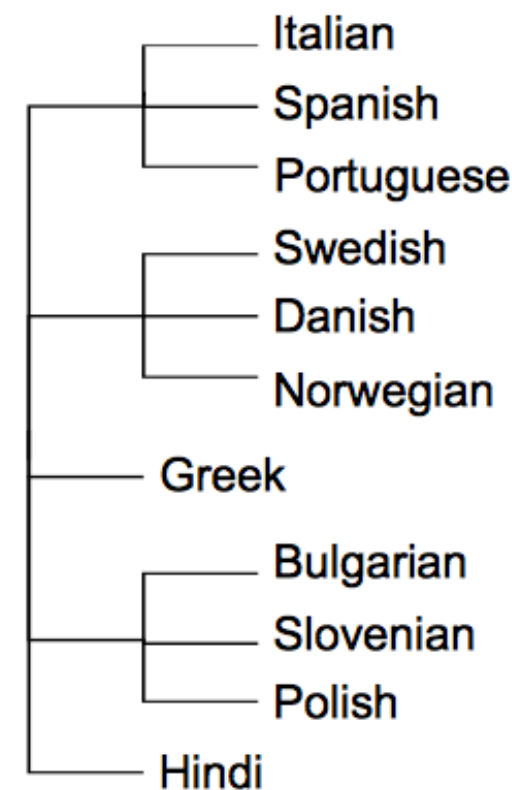 Italian
Spanish
Portuguese
Swedish
Danish
Norwegian
Greek
Bulgarian
Slovenian
Polish
Hindi